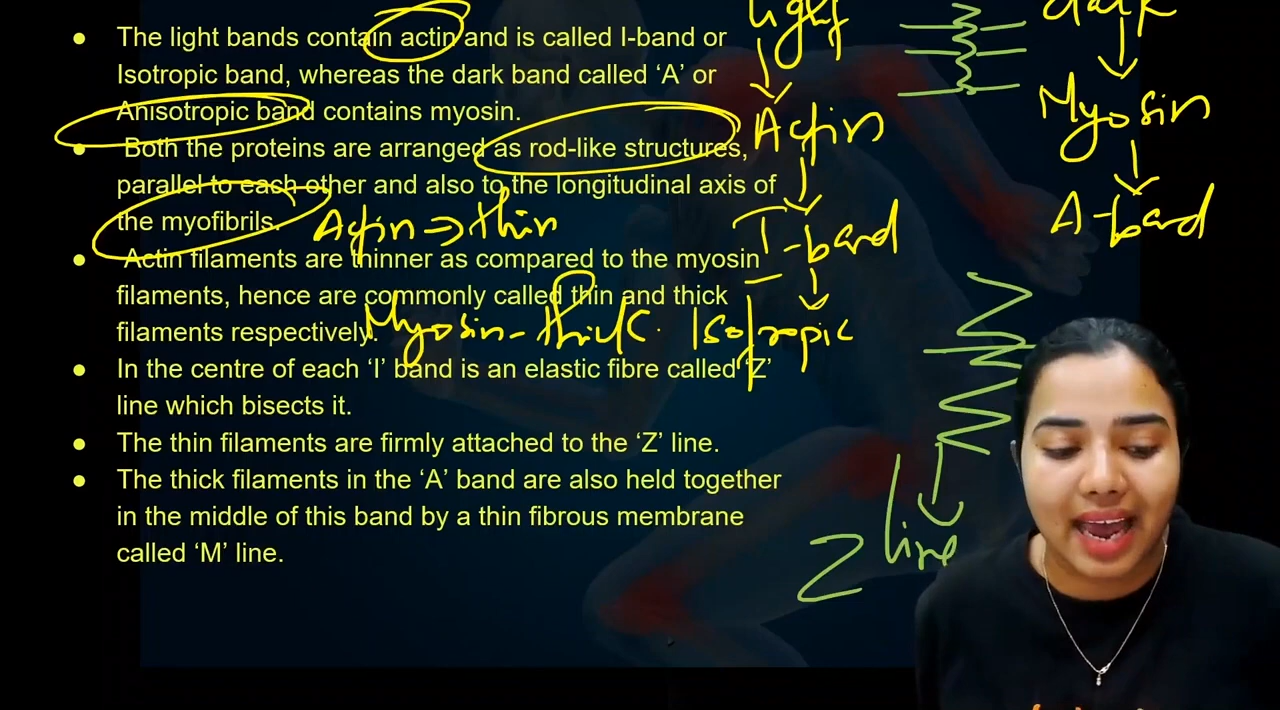 • The light bands contain actin and is called I-band or
Isotropic band, whereas the dark band called ‘A’ or
Anisotropic band contains myosin.
• Both the proteins are arranged as rod-like structures,
parallel to each other and also to the longitudinal axis of
the myofibrils.
• Actin filaments are thinner as compared to the myosin
filaments, hence are commonly called thin and thick
filaments respectively.
• In the centre of each ‘I’ band is an elastic fibre called ‘Z’
line which bisects it.
• The thin filaments are firmly attached to the ‘Z’ line.
• The thick filaments in the ‘A’ band are also held together
in the middle of this band by a thin fibrous membrane
called ‘M’ line.
Actin → thin
Myosin - thick.
light
Actin
I-band
Isotropic
dark
Myosin
A-band
Z line